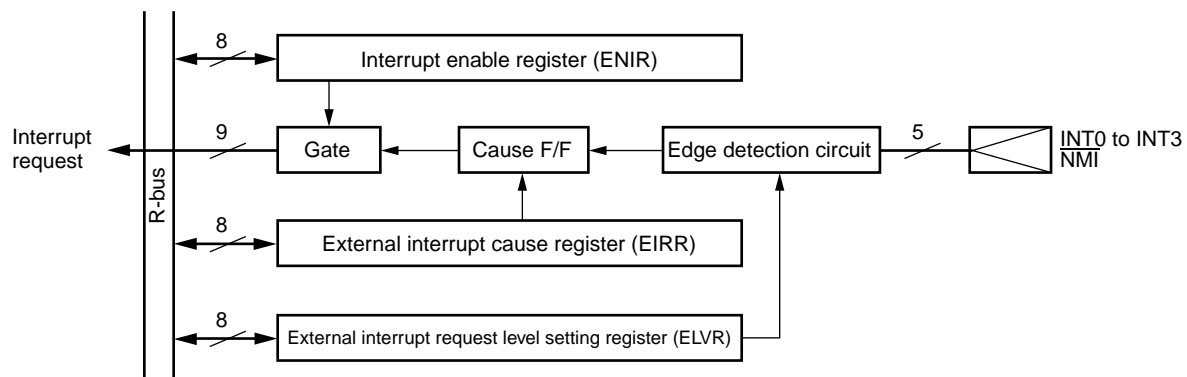 8
Interrupt enable register (ENIR)
Interrupt
request
9
Gate
Cause F/F
Edge detection circuit
5
INT0 to INT3
NMI
R-bus
8
External interrupt cause register (EIRR)
8
External interrupt request level setting register (ELVR)